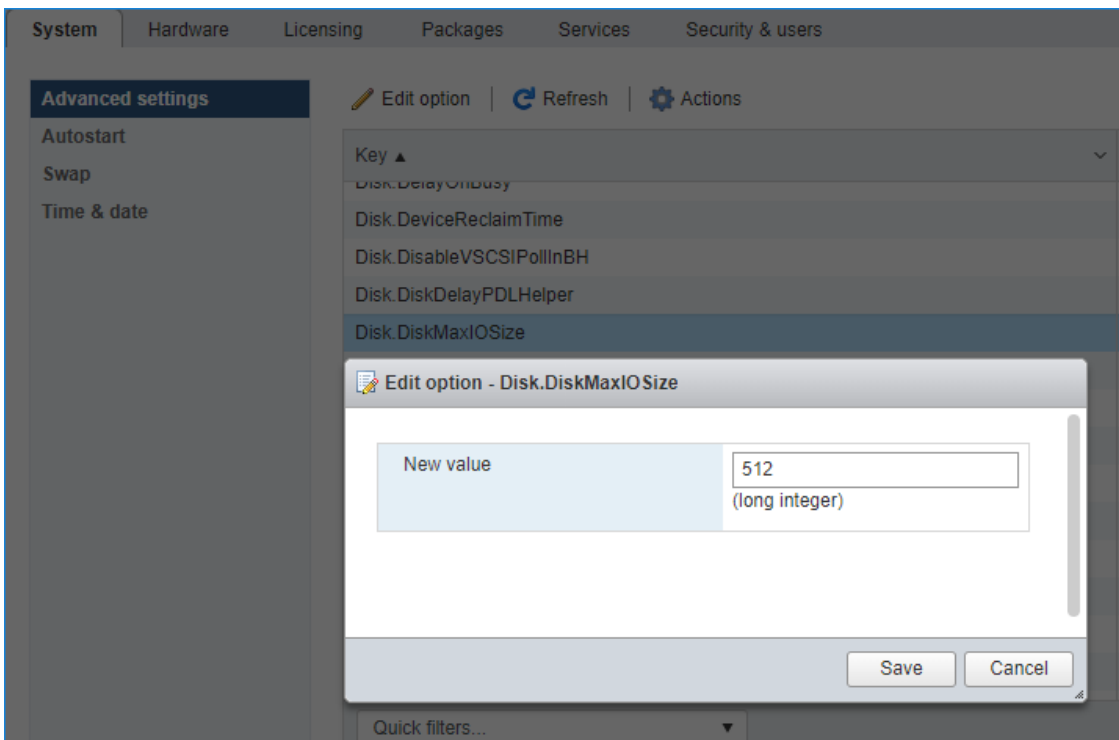 System Hardware Licensing Packages Services Security & users
Advanced settings
Autostart
Swap
Time & date
Edit option Refresh Actions
Key ▲
Disk.DelayOnBusy
Disk.DeviceReclaimTime
Disk.DisableVSCSIPollInBH
Disk.DiskDelayPDLHelper
Disk.DiskMaxIOSize
Edit option - Disk.DiskMaxIOSize
New value 512
(long integer)
Save Cancel
Quick filters...